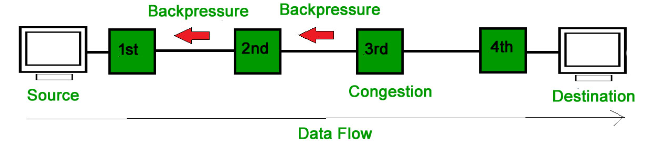 Backpressure
Backpressure
1st
2nd
3rd
4th
Source
Congestion
Destination
Data Flow